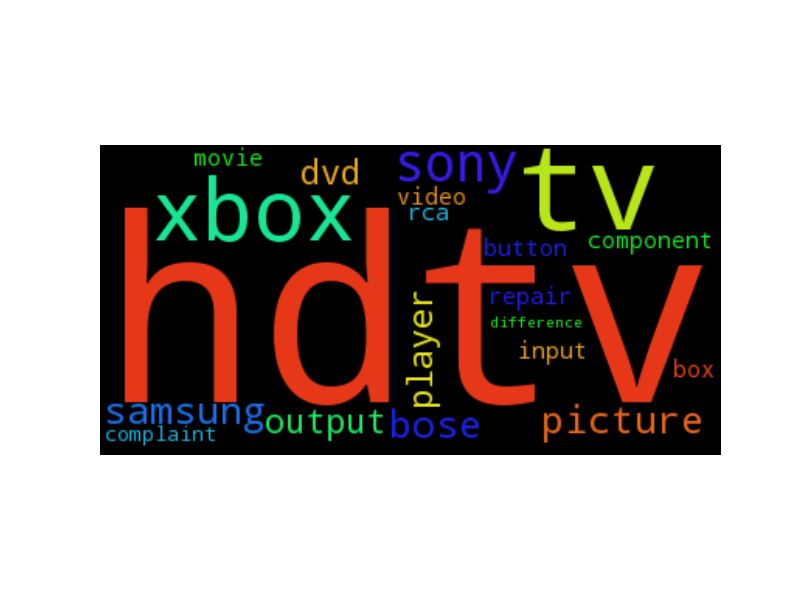 movie
dvd
sony
tv
xbox
video
rca
button
component
hdtv
player
repair
difference
input
box
samsung
output
bose
picture
complaint